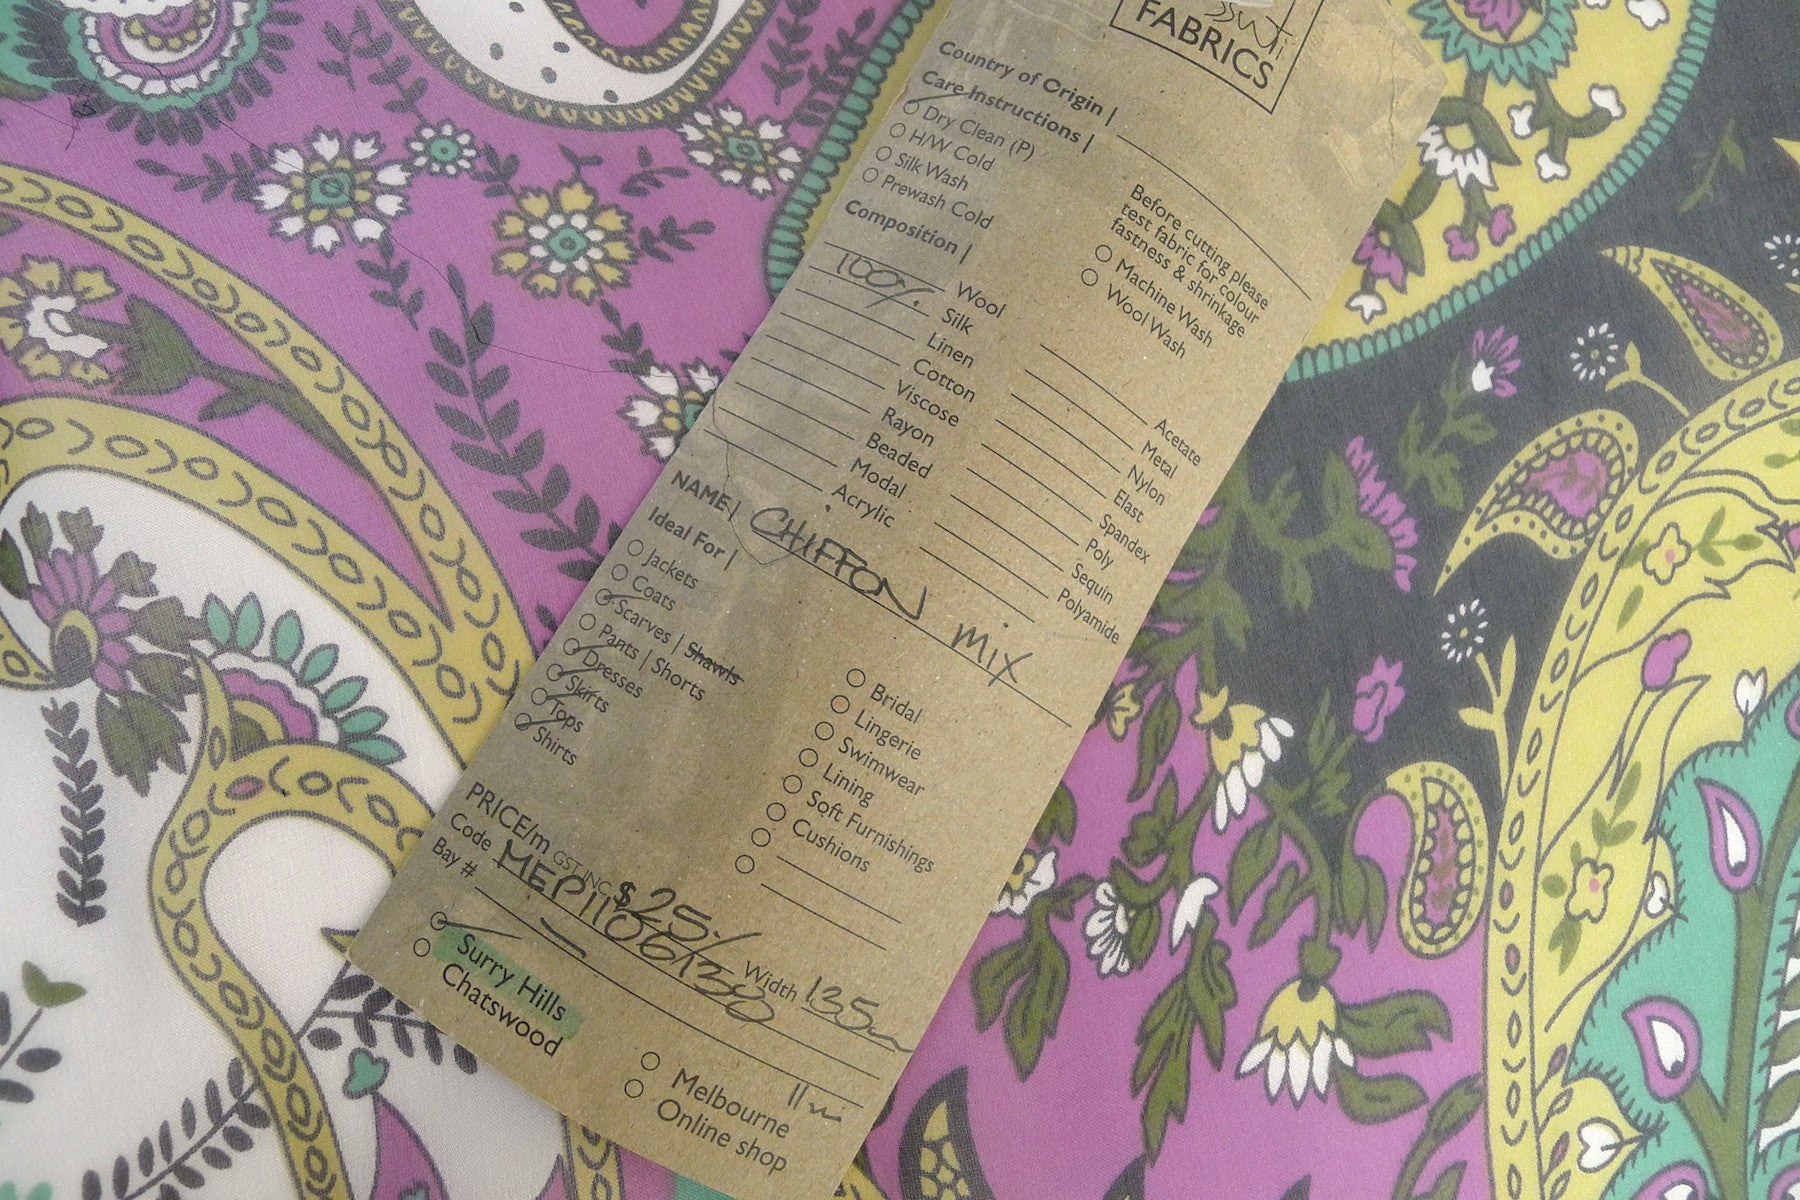 FABRICS
Country of Origin |
Care Instructions |
Dry Clean (P)
H/W Cold
Silk Wash
Prewash Cold
Before cutting please
test fabric for colour
fastness & shrinkage
Machine Wash
Wool Wash
Composition |
Wool
100% Silk
Linen
Cotton
Viscose
Rayon
Beaded
Modal
Acrylic
Acetate
Metal
Nylon
Elast
Spandex
Poly
Sequin
Polyamide
NAME | CHIFFON MIX
Ideal For |
Jackets
Coats
Scarves | Shawls
Pants | Shorts
Dresses
Skirts
Tops
Shirts
Bridal
Lingerie
Swimwear
Lining
Soft Furnishings
Cushions
PRICE/m GST INC $25/
Code Width 135m
Bay #
11m
Surry Hills
Chatswood
Melbourne
Online shop